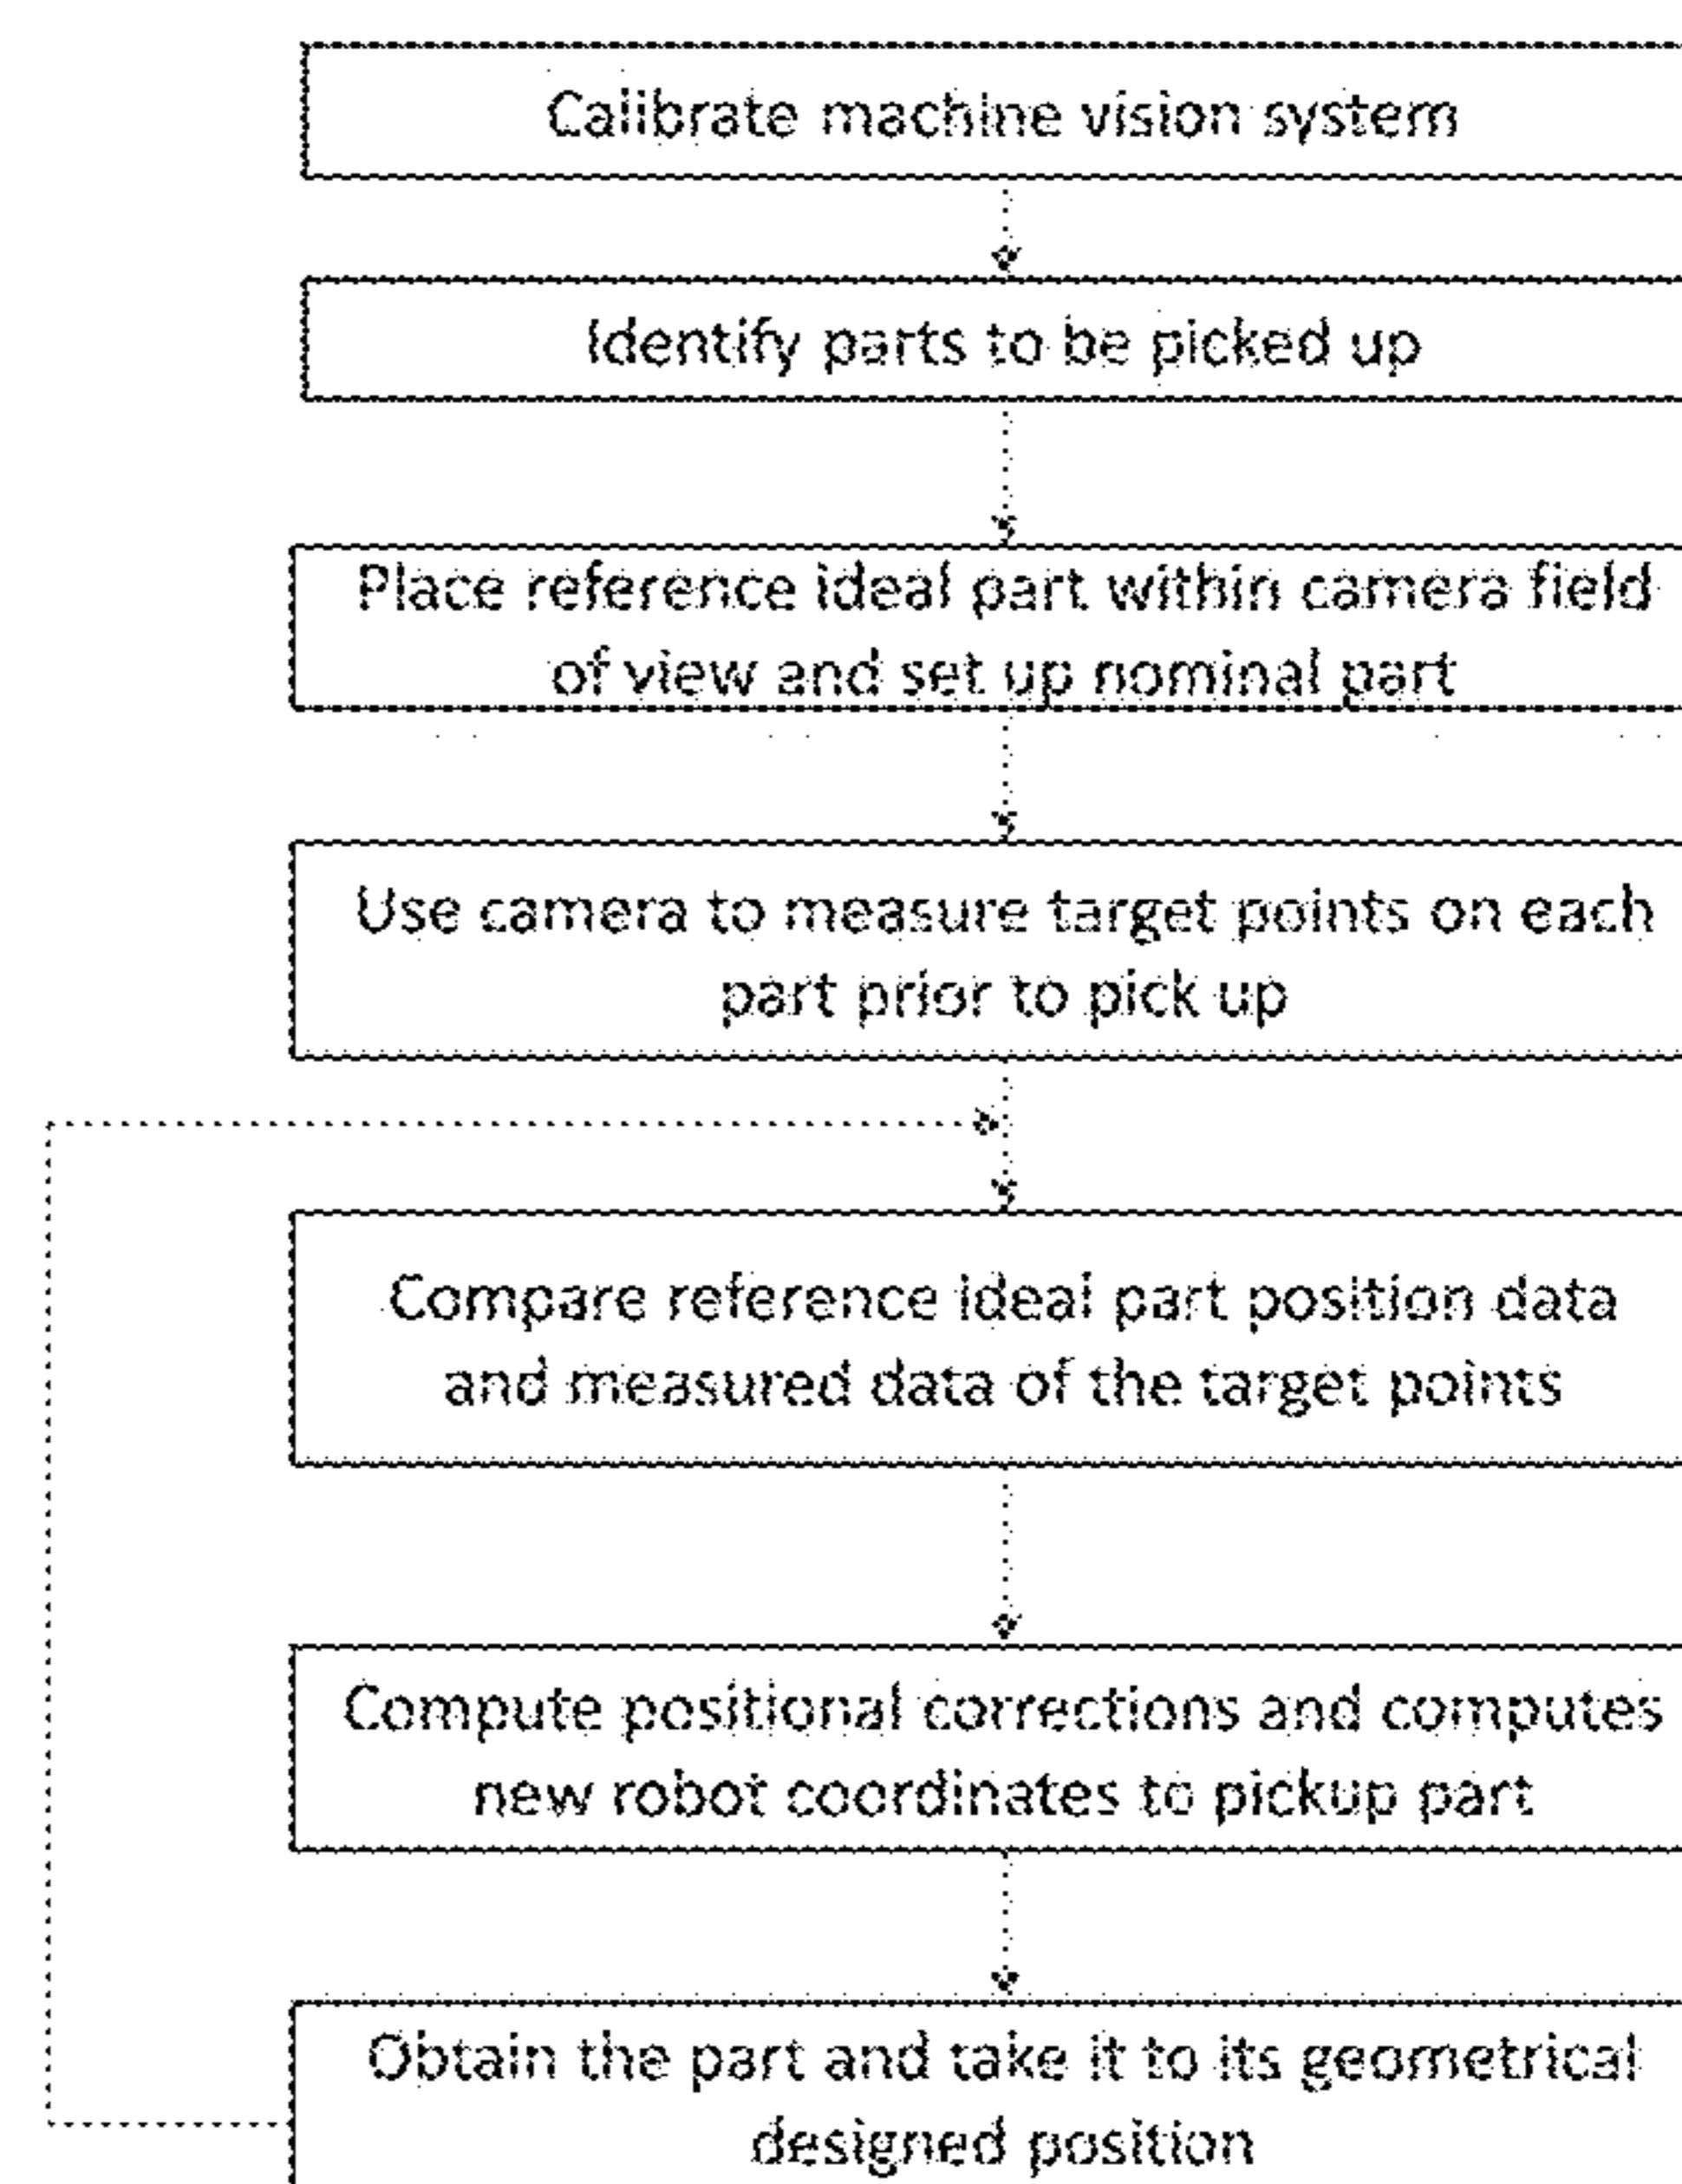 Calibrate machine vision system
Identify parts to be picked up
Place reference ideal part within camera field
of view and set up nominal part
Use camera to measure target points on each
part prior to pick up
Compare reference ideal part position data
and measured data of the target points
Compute positional corrections and computes
new robot coordinates to pickup part
Obtain the part and take it to its geometrical
designed position